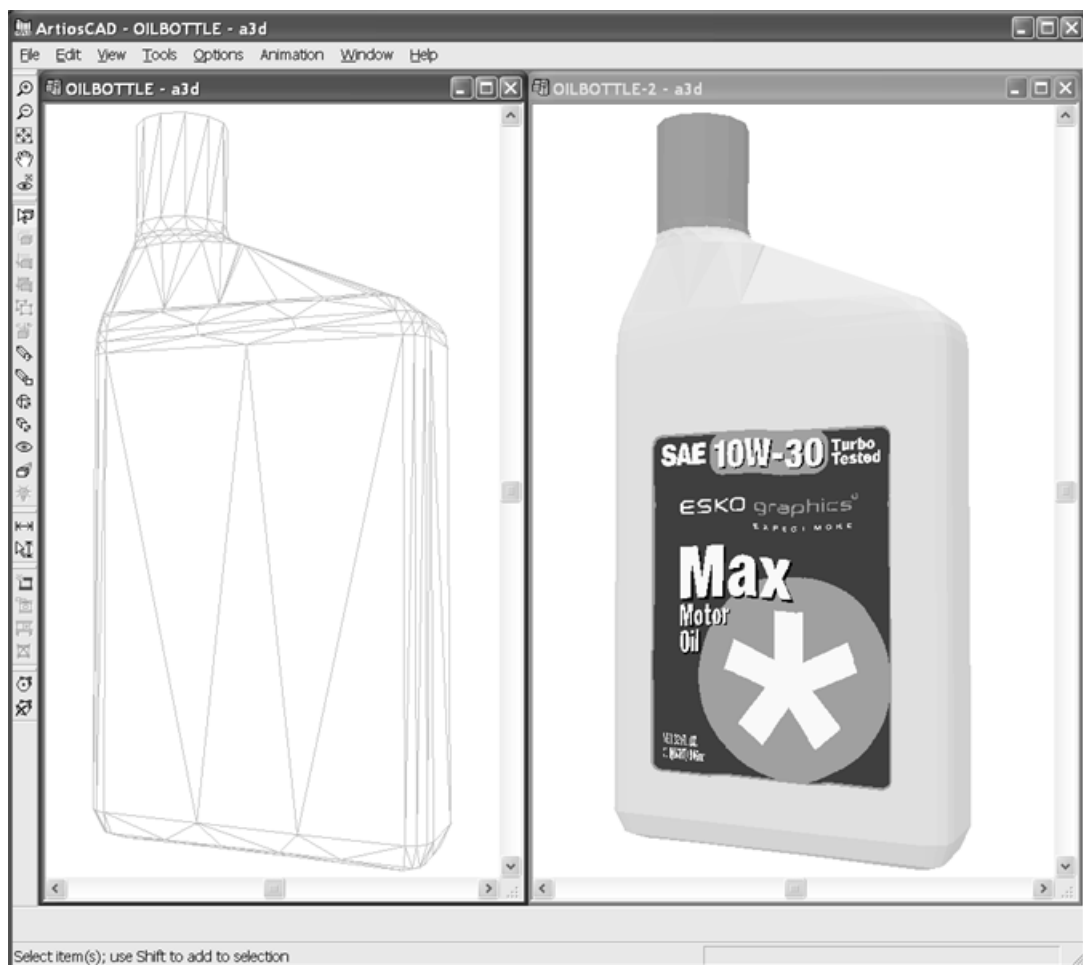 ArtiosCAD - OILBOTTLE - a3d
File Edit View Tools Options Animation Window Help
OILBOTTLE - a3d
OILBOTTLE-2 - a3d
SAE 10W-30 Turbo
Tested
ESKO graphics
Max
Motor
Oil
Select item(s); use Shift to add to selection